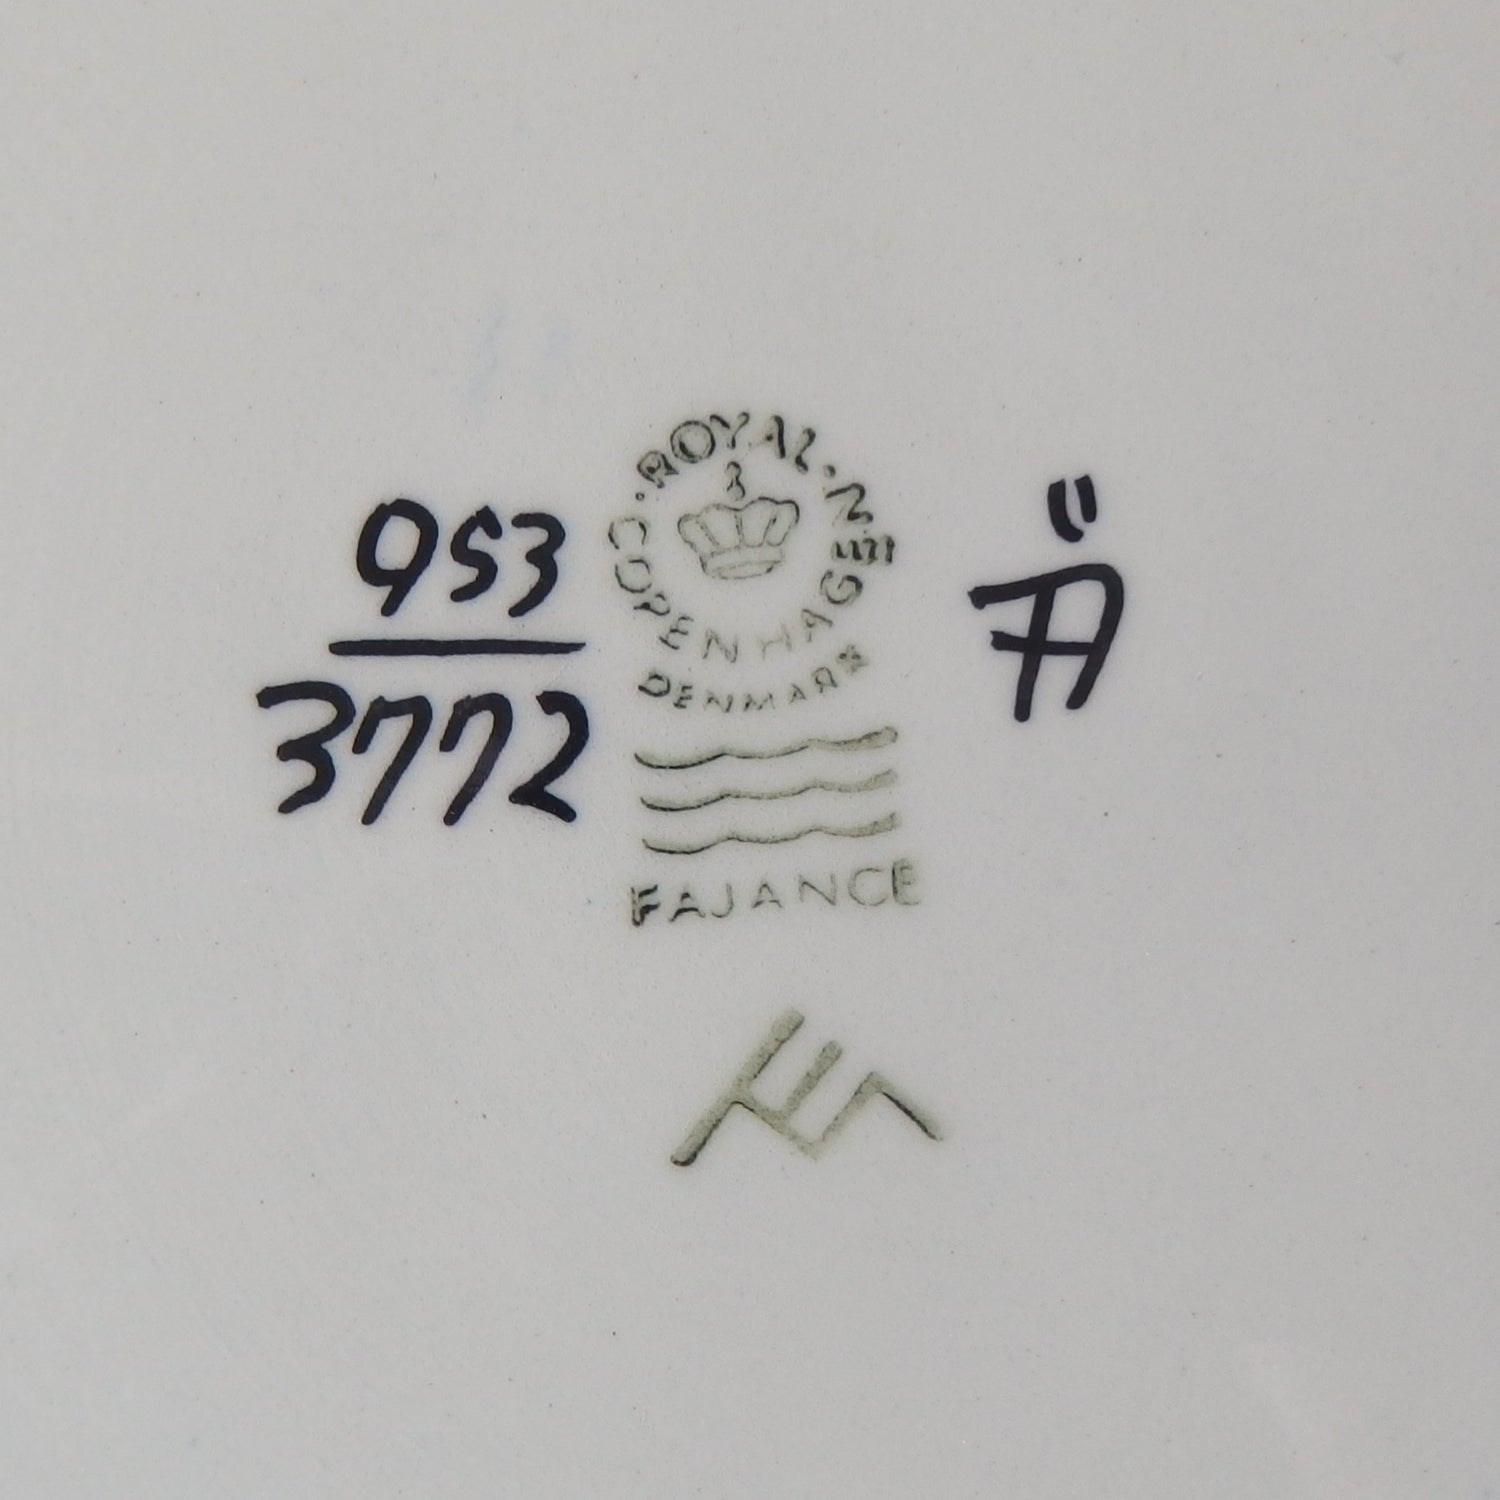 953
3772
ROYAL
COPENHAGEN
DENMARK
FAJANCE